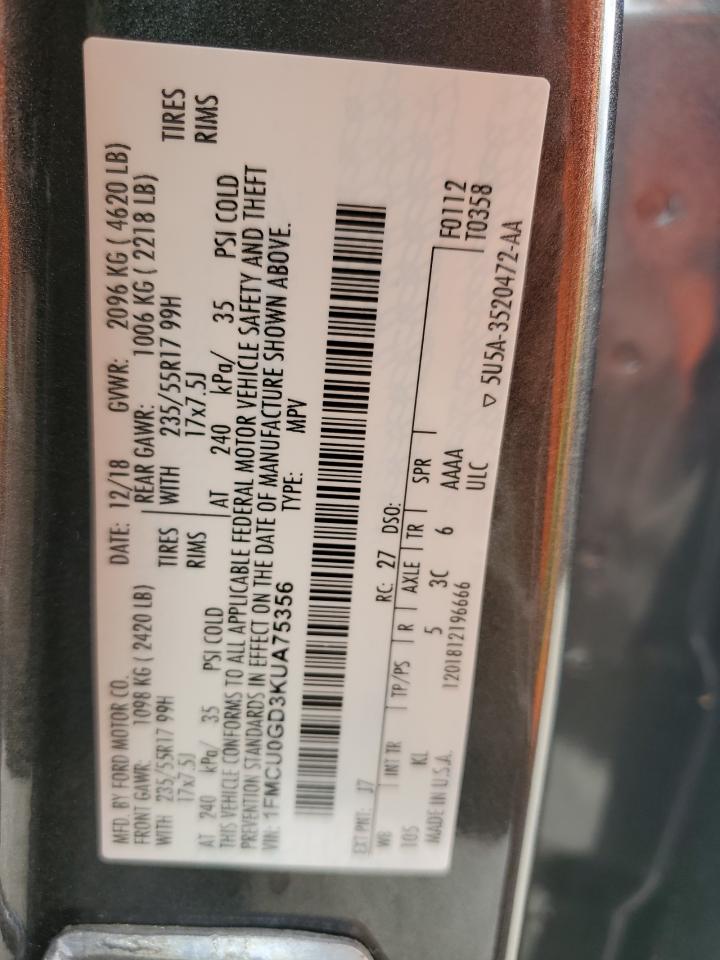 MFD. BY FORD MOTOR CO. DATE: 12/18 GVWR: 2096 KG ( 4620 LB)
FRONT GAWR: 1098 KG ( 2420 LB) REAR GAWR: 1006 KG ( 2218 LB)
WITH 235/55R17 99H TIRES WITH 235/55R17 99H TIRES
17x7.5J RIMS 17x7.5J RIMS
AT 240 kPa/ 35 PSI COLD AT 240 kPa/ 35 PSI COLD
THIS VEHICLE CONFORMS TO ALL APPLICABLE FEDERAL MOTOR VEHICLE SAFETY AND THEFT
PREVENTION STANDARDS IN EFFECT ON THE DATE OF MANUFACTURE SHOWN ABOVE.
VIN: 1FMCU0GD3KUA75356 TYPE: MPV
EXT PNT: J7 RC: 27 DSO: F0112
WB INT TR TP/PS R AXLE TR SPR T0358
105 KL 5 3C 6 AAAA
MADE IN U.S.A. 1201812196666 ULC ▽ 5U5A-3520472-AA